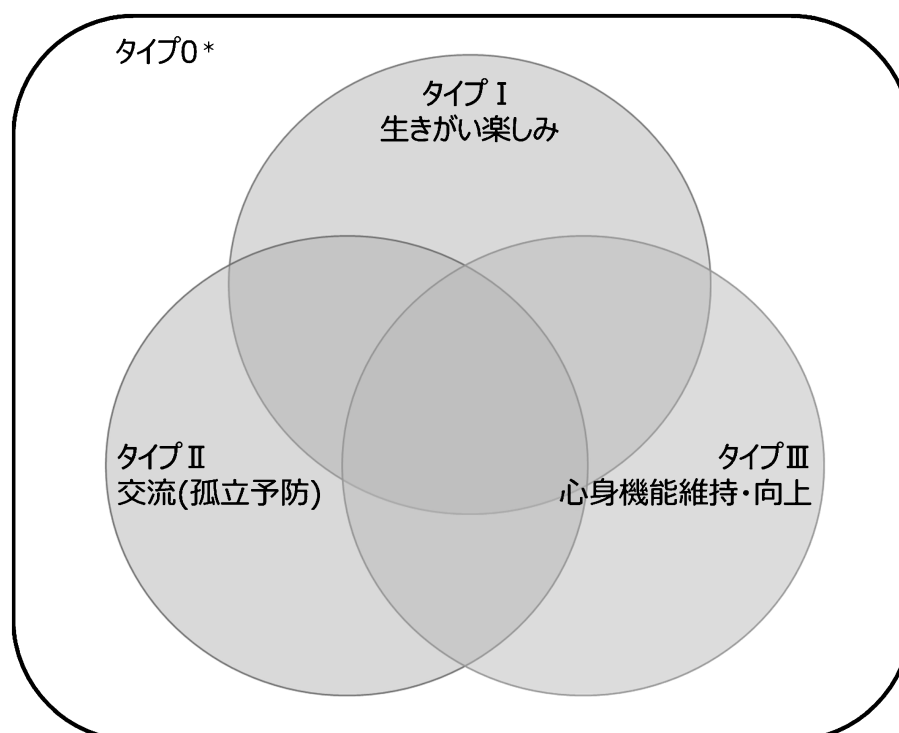 タイプ0*
タイプⅠ
生きがい楽しみ
タイプⅡ
交流(孤立予防)
タイプⅢ
心身機能維持・向上